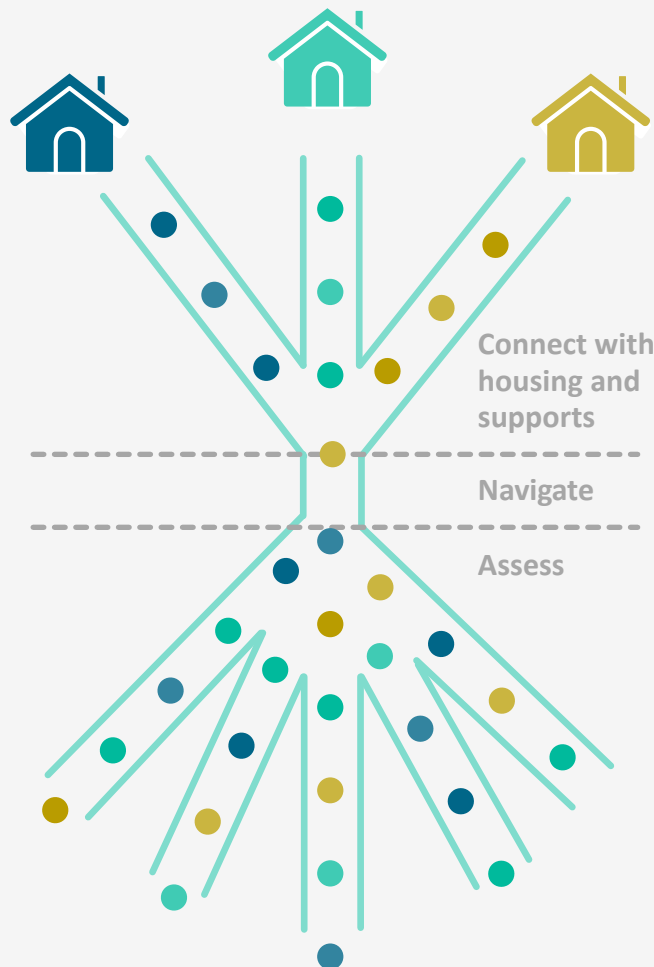 Connect with
housing and
supports
Navigate
Assess